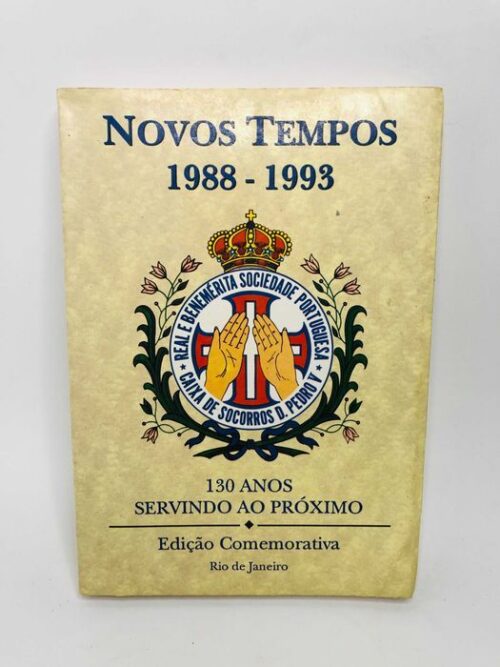 NOVOS TEMPOS
1988 - 1993
REAL E BENEMÉRITA SOCIEDADE PORTUGUESA
CAIXA DE SOCORROS D. PEDRO V
130 ANOS
SERVINDO AO PRÓXIMO
Edição Comemorativa
Rio de Janeiro